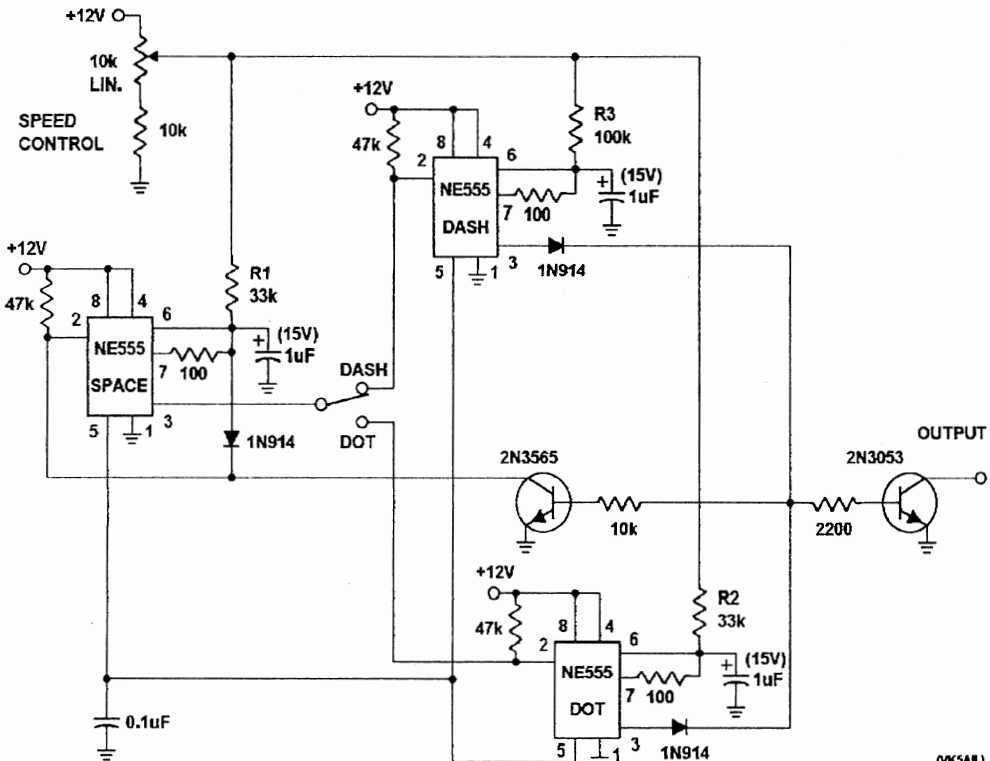 +12V
10k
LIN.
SPEED
CONTROL
10k
+12V
47k
2
8
4
6
NE555
DASH
7
100
5
1
3
1N914
R3
100k
(15V)
+
1uF
+12V
47k
2
8
4
6
NE555
SPACE
7
100
5
1
3
R1
33k
(15V)
+
1uF
1N914
DASH
DOT
2N3565
10k
2200
2N3053
OUTPUT
+12V
47k
2
8
4
6
NE555
DOT
7
100
5
1
3
1N914
R2
33k
(15V)
+
1uF
0.1uF